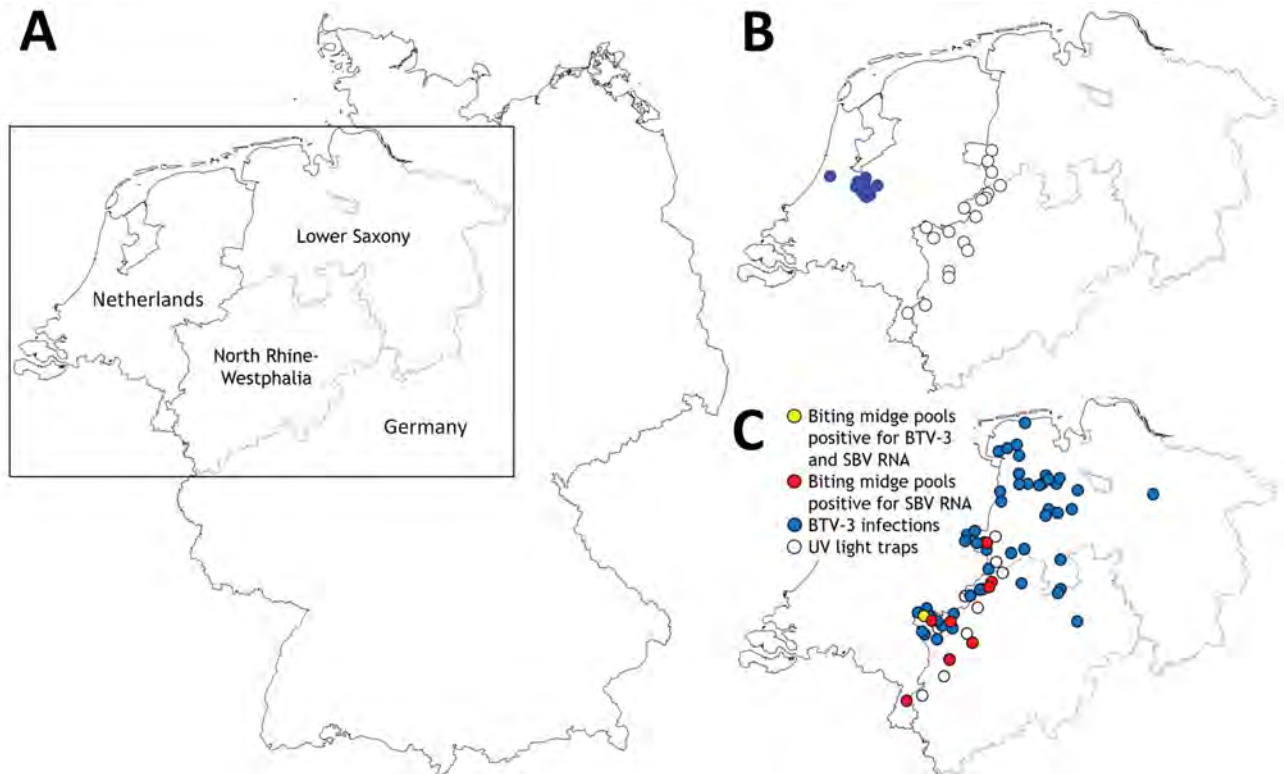 A
Lower Saxony
Netherlands
North Rhine-
Westphalia
Germany
B
C
Biting midge pools
positive for BTV-3
and SBV RNA
Biting midge pools
positive for SBV RNA
BTV-3 infections
UV light traps